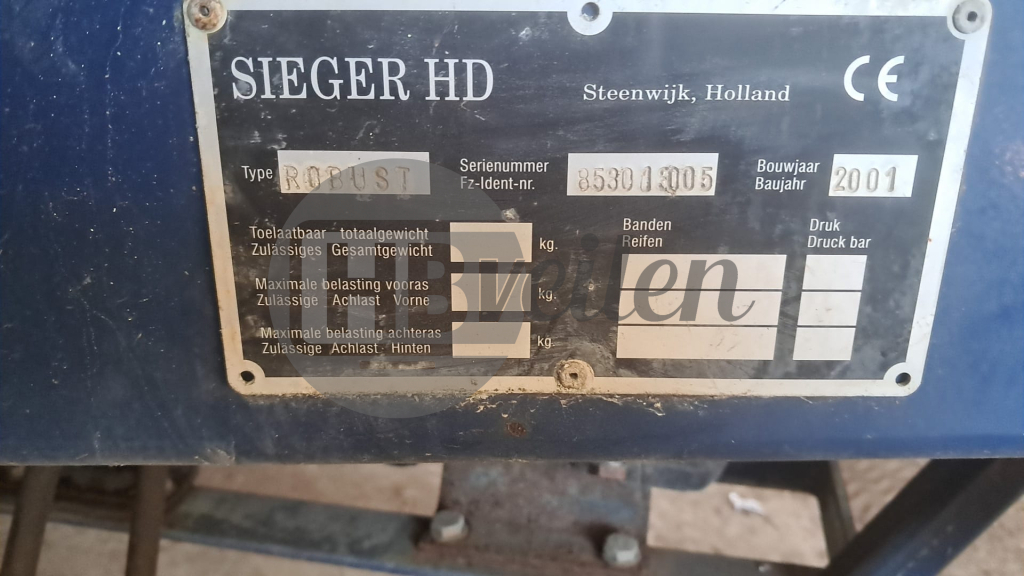 SIEGER HD
Steenwijk, Holland
CE
Type ROBUST
Serienummer
Fz-Ident-nr.
Bouwjaar
Baujahr 2001
Toelaatbaar totaalgewicht
Zulässiges Gesamtgewicht kg.
Maximale belasting vooras
Zulässige Achlast Vorne kg.
Maximale belasting achteras
Zulässige Achlast Hinten kg.
Banden
Reifen
Druk
Druck bar
HBveilen